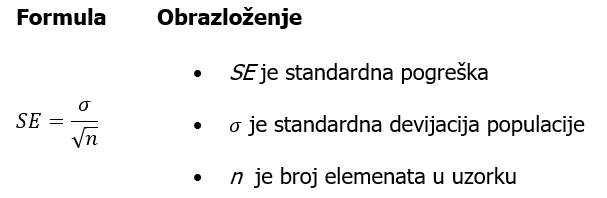 Formula Obrazloženje
• SE je standardna pogreška
SE = σ/√n
• σ je standardna devijacija populacije
• n je broj elemenata u uzorku